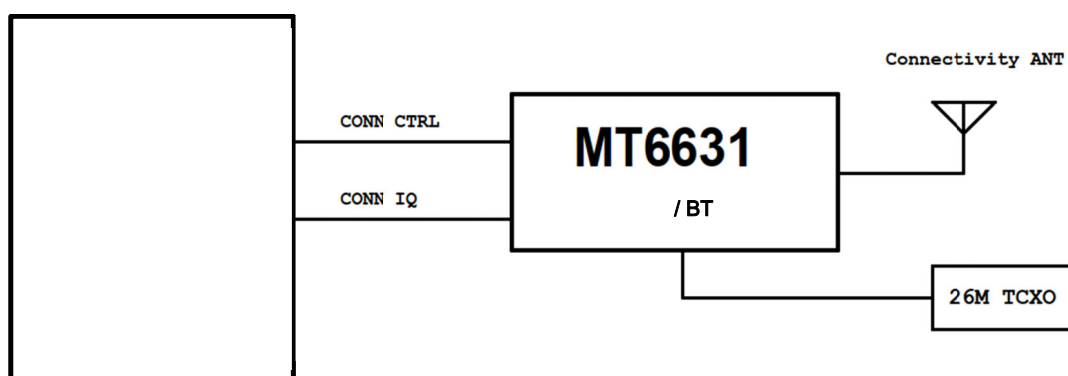 Connectivity ANT
CONN CTRL
MT6631
CONN IQ
/ BT
26M TCXO